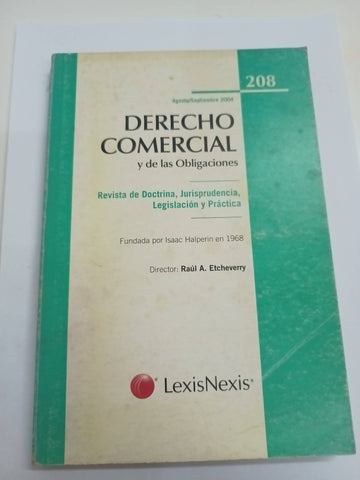 208
Agosto/Septiembre 2004
DERECHO
COMERCIAL
y de las Obligaciones
Revista de Doctrina, Jurisprudencia,
Legislación y Práctica
Fundada por Isaac Halperin en 1968
Director: Raúl A. Etcheverry
LexisNexis®